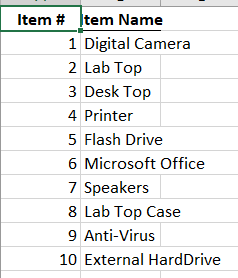 Item # Item Name
1 Digital Camera
2 Lab Top
3 Desk Top
4 Printer
5 Flash Drive
6 Microsoft Office
7 Speakers
8 Lab Top Case
9 Anti-Virus
10 External HardDrive